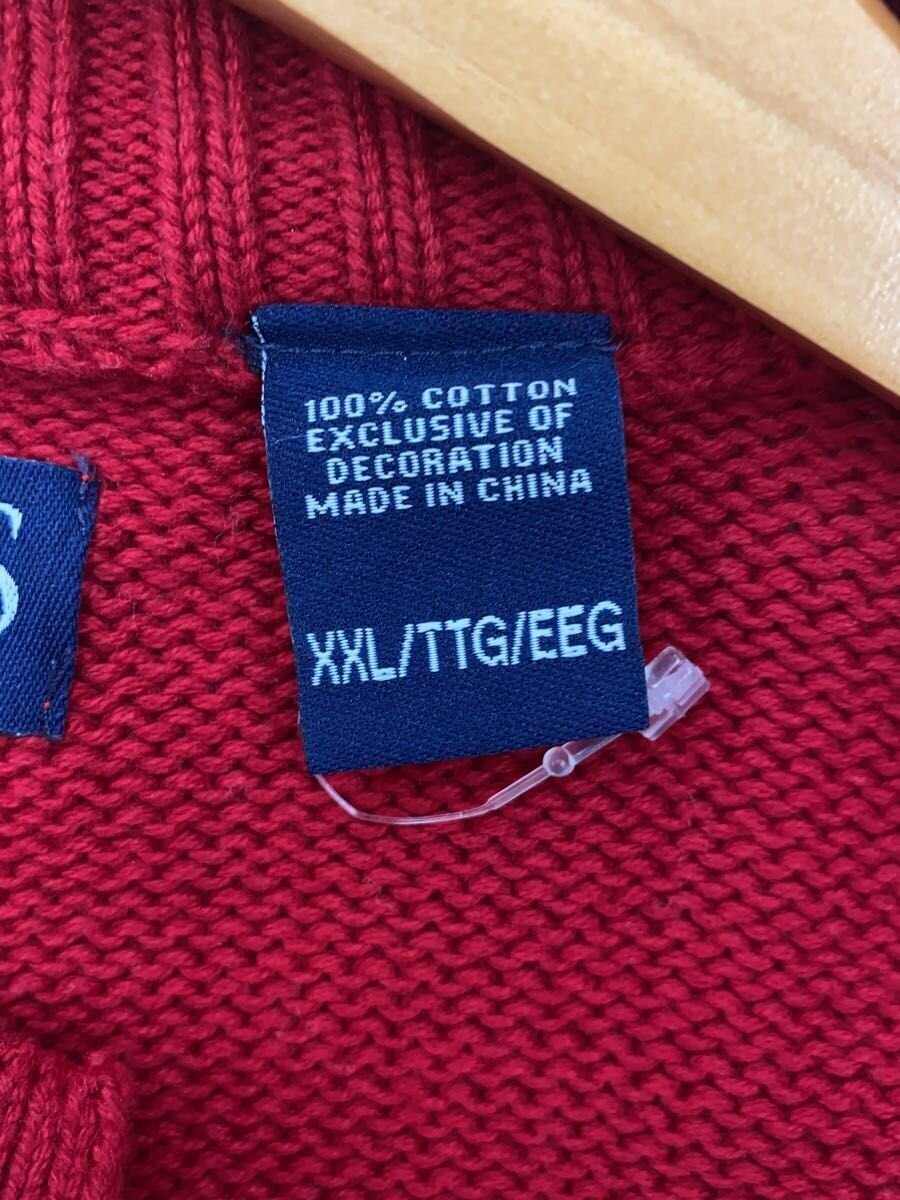 100% COTTON
EXCLUSIVE OF
DECORATION
MADE IN CHINA
XXL/TTG/EEG
S